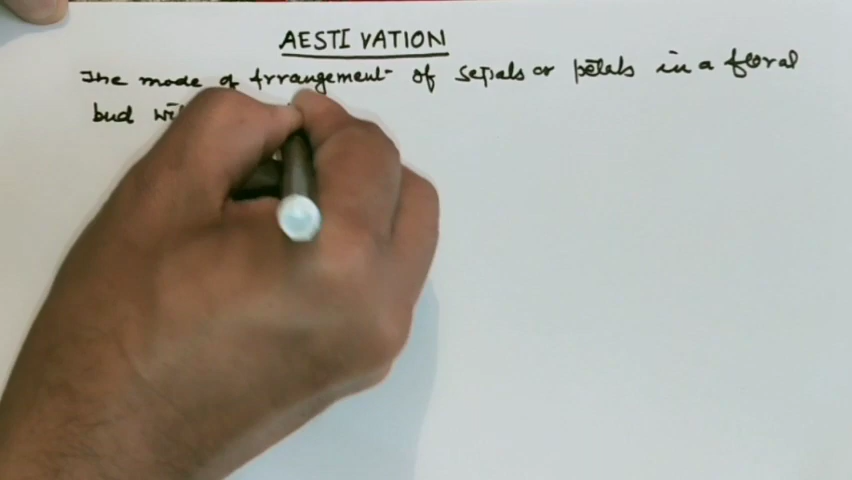 AESTIVATION
The mode of Arrangement of sepals or petals in a floral
bud